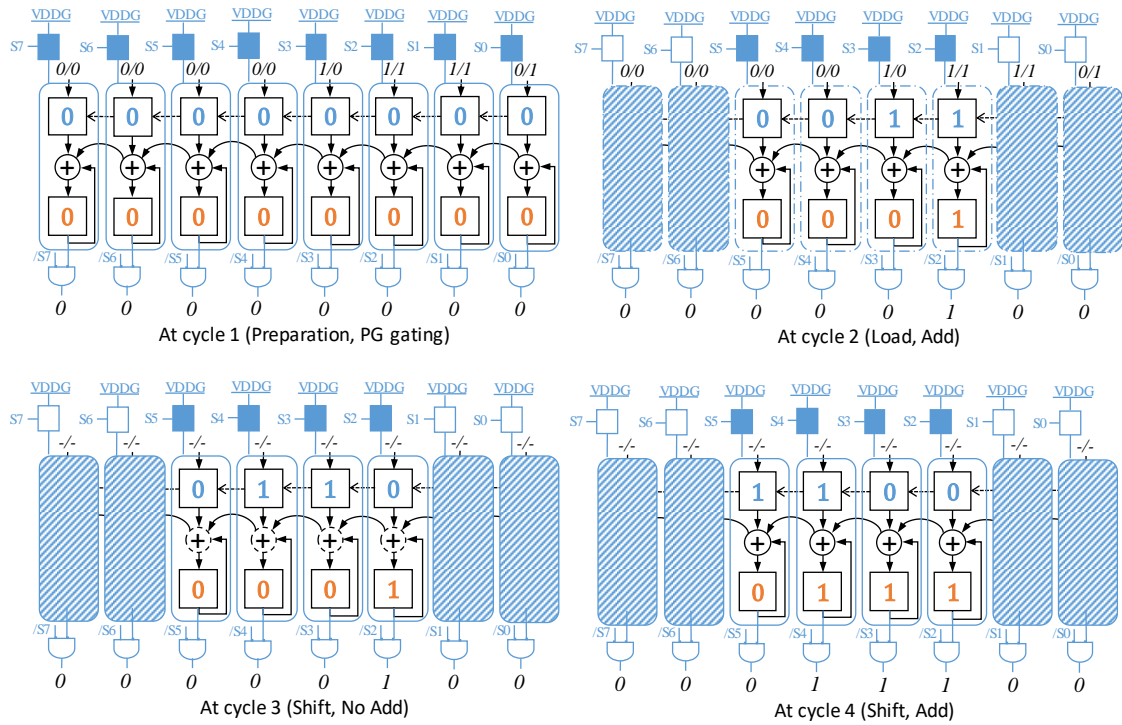 VDDG VDDG VDDG VDDG VDDG VDDG VDDG VDDG
S7 S6 S5 S4 S3 S2 S1 S0
0/0 0/0 0/0 0/0 1/0 1/1 1/1 0/1
0 0 0 0 0 0 0 0
+ + + + + + + +
0 0 0 0 0 0 0 0
/S7 /S6 /S5 /S4 /S3 /S2 /S1 /S0
0 0 0 0 0 0 0 0
At cycle 1 (Preparation, PG gating)
VDDG VDDG VDDG VDDG VDDG VDDG VDDG VDDG
S7 S6 S5 S4 S3 S2 S1 S0
0/0 0/0 0/0 0/0 1/0 1/1 1/1 0/1
0 0 1 1
+ + + +
0 0 0 1
/S7 /S6 /S5 /S4 /S3 /S2 /S1 /S0
0 0 0 0 0 1 0 0
At cycle 2 (Load, Add)
VDDG VDDG VDDG VDDG VDDG VDDG VDDG VDDG
S7 S6 S5 S4 S3 S2 S1 S0
-/- -/- -/- -/- -/- -/- -/- -/-
0 1 1 0
+ + + +
0 0 0 1
/S7 /S6 /S5 /S4 /S3 /S2 /S1 /S0
0 0 0 0 0 1 0 0
At cycle 3 (Shift, No Add)
VDDG VDDG VDDG VDDG VDDG VDDG VDDG VDDG
S7 S6 S5 S4 S3 S2 S1 S0
-/- -/- -/- -/- -/- -/- -/- -/-
1 1 0 0
+ + + +
0 1 1 1
/S7 /S6 /S5 /S4 /S3 /S2 /S1 /S0
0 0 0 1 1 1 0 0
At cycle 4 (Shift, Add)